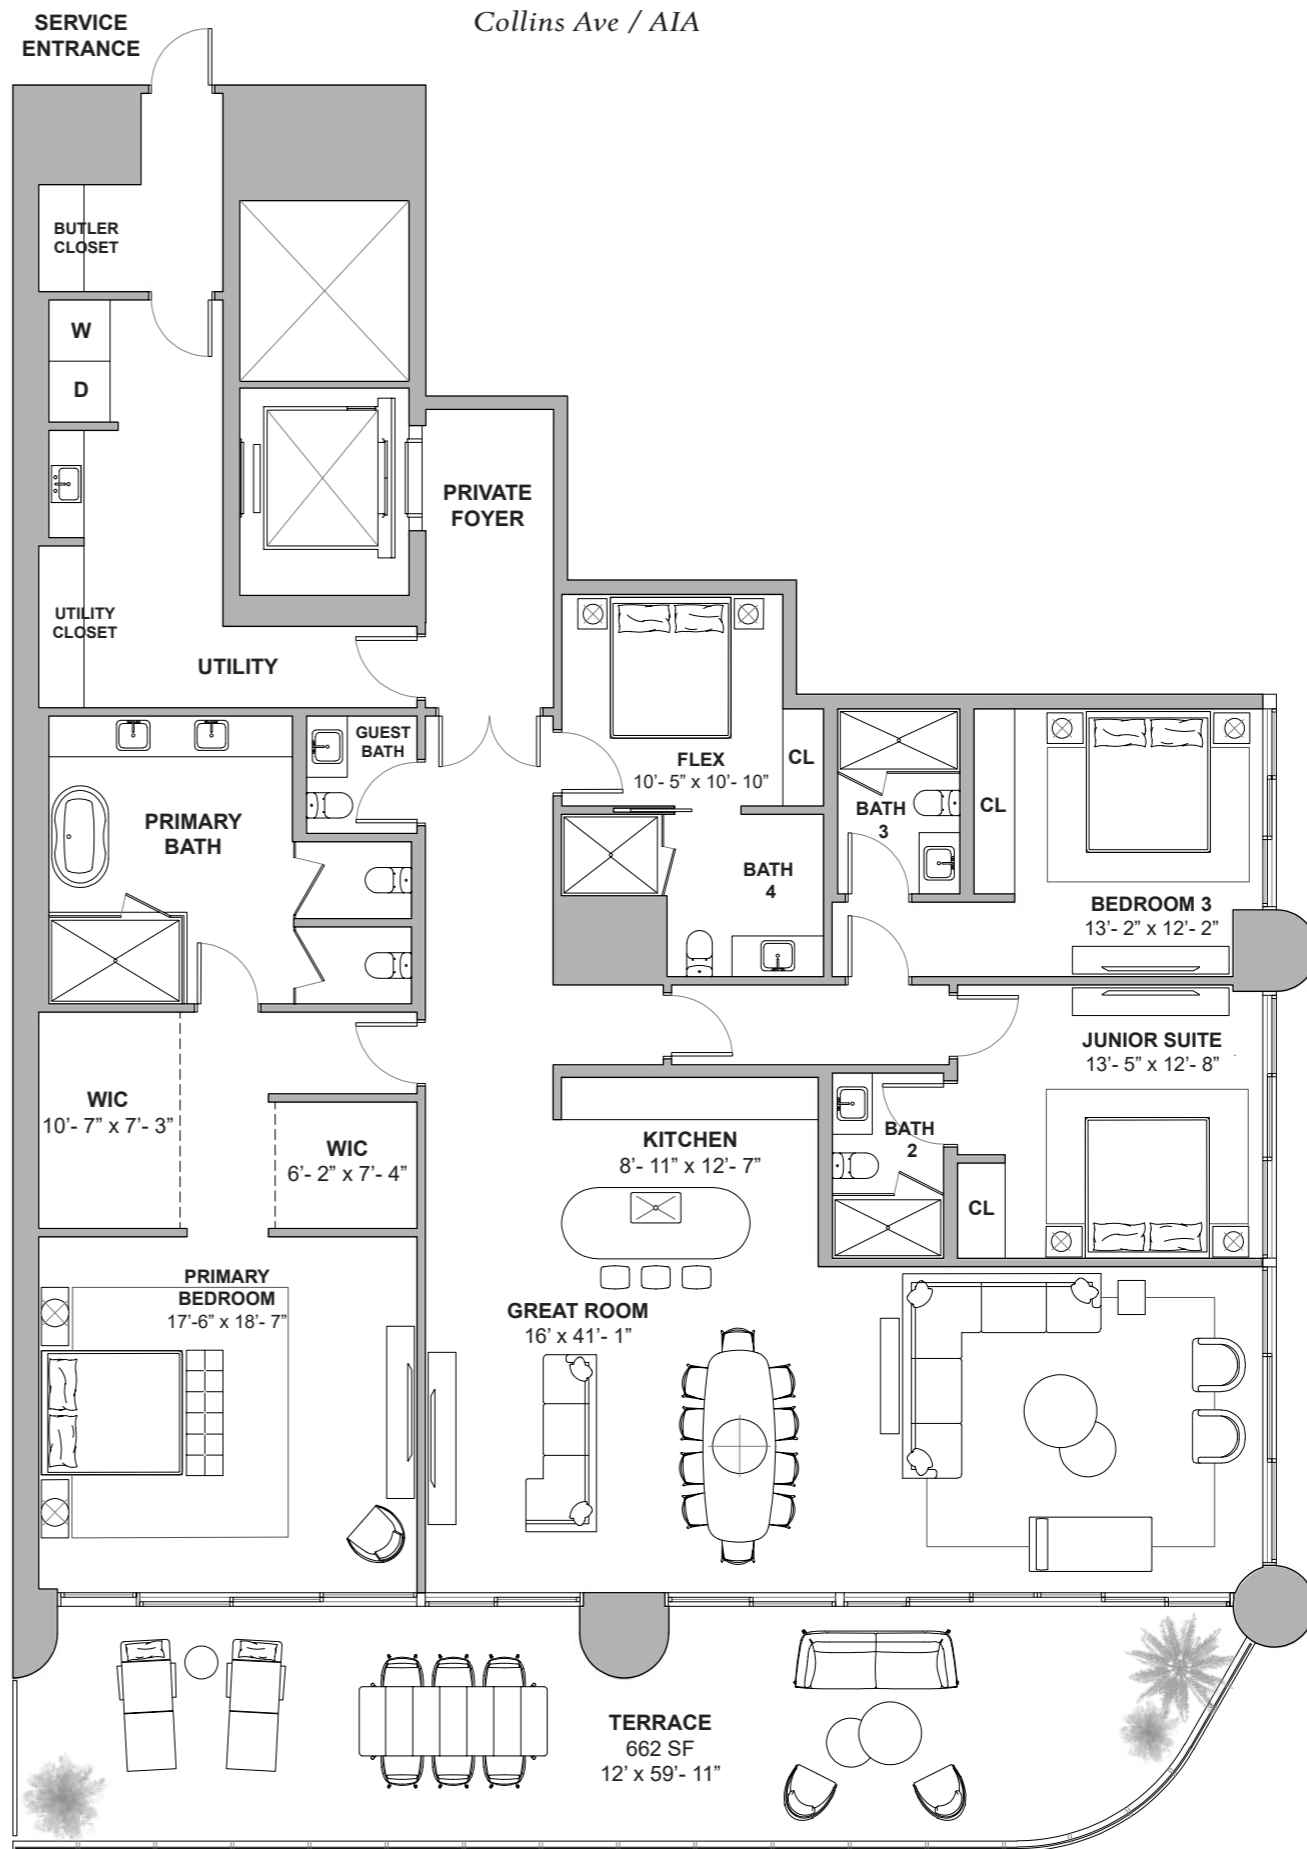 Collins Ave / AIA
SERVICE
ENTRANCE
BUTLER
CLOSET
W
D
PRIVATE
FOYER
UTILITY
CLOSET
UTILITY
GUEST
BATH
FLEX
10'- 5" x 10'- 10"
CL
BATH
3
CL
PRIMARY
BATH
BATH
4
BEDROOM 3
13'- 2" x 12'- 2"
JUNIOR SUITE
13'- 5" x 12'- 8"
WIC
10'- 7" x 7'- 3"
WIC
6'- 2" x 7'- 4"
KITCHEN
8'- 11" x 12'- 7"
BATH
2
CL
PRIMARY
BEDROOM
17'-6" x 18'- 7"
GREAT ROOM
16' x 41'- 1"
TERRACE
662 SF
12' x 59'- 11"